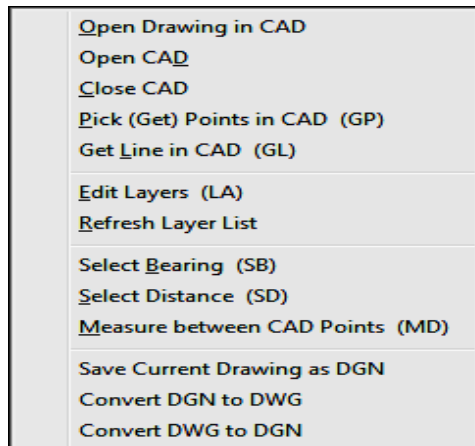 Open Drawing in CAD
Open CAD
Close CAD
Pick (Get) Points in CAD  (GP)
Get Line in CAD  (GL)
Edit Layers  (LA)
Refresh Layer List
Select Bearing  (SB)
Select Distance  (SD)
Measure between CAD Points  (MD)
Save Current Drawing as DGN
Convert DGN to DWG
Convert DWG to DGN